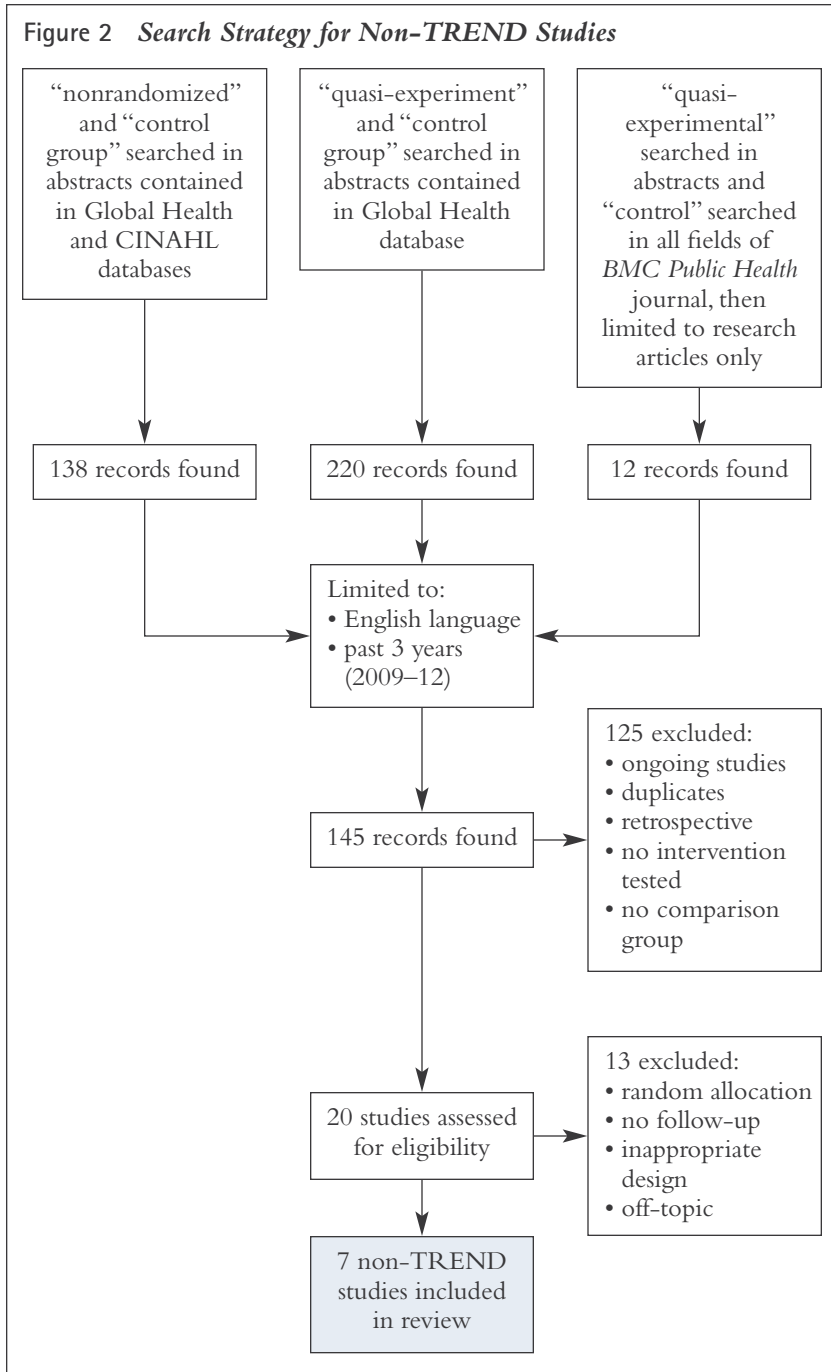 Figure 2 Search Strategy for Non-TREND Studies
“nonrandomized”
and “control
group” searched in
abstracts contained
in Global Health
and CINAHL
databases
“quasi-experiment”
and “control
group” searched in
abstracts contained
in Global Health
database
“quasi-
experimental”
searched in
abstracts and
“control” searched
in all fields of
BMC Public Health
journal, then
limited to research
articles only
138 records found
220 records found
12 records found
Limited to:
• English language
• past 3 years
(2009–12)
145 records found
125 excluded:
• ongoing studies
• duplicates
• retrospective
• no intervention
tested
• no comparison
group
20 studies assessed
for eligibility
13 excluded:
• random allocation
• no follow-up
• inappropriate
design
• off-topic
7 non-TREND
studies included
in review